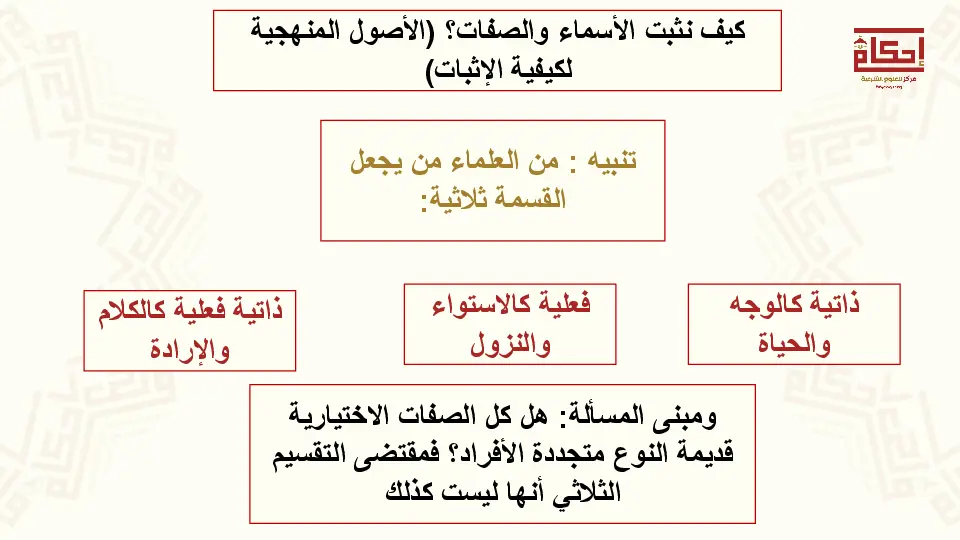 كيف نثبت الأسماء والصفات؟ (الأصول المنهجية
لكيفية الإثبات)
إحكام
مركز للعلوم الشرعية
تنبيه : من العلماء من يجعل
القسمة ثلاثية:
ذاتية كالوجه
والحياة
فعلية كالاستواء
والنزول
ذاتية فعلية كالكلام
والإرادة
ومبنى المسألة: هل كل الصفات الاختيارية
قديمة النوع متجددة الأفراد؟ فمقتضى التقسيم
الثلاثي أنها ليست كذلك